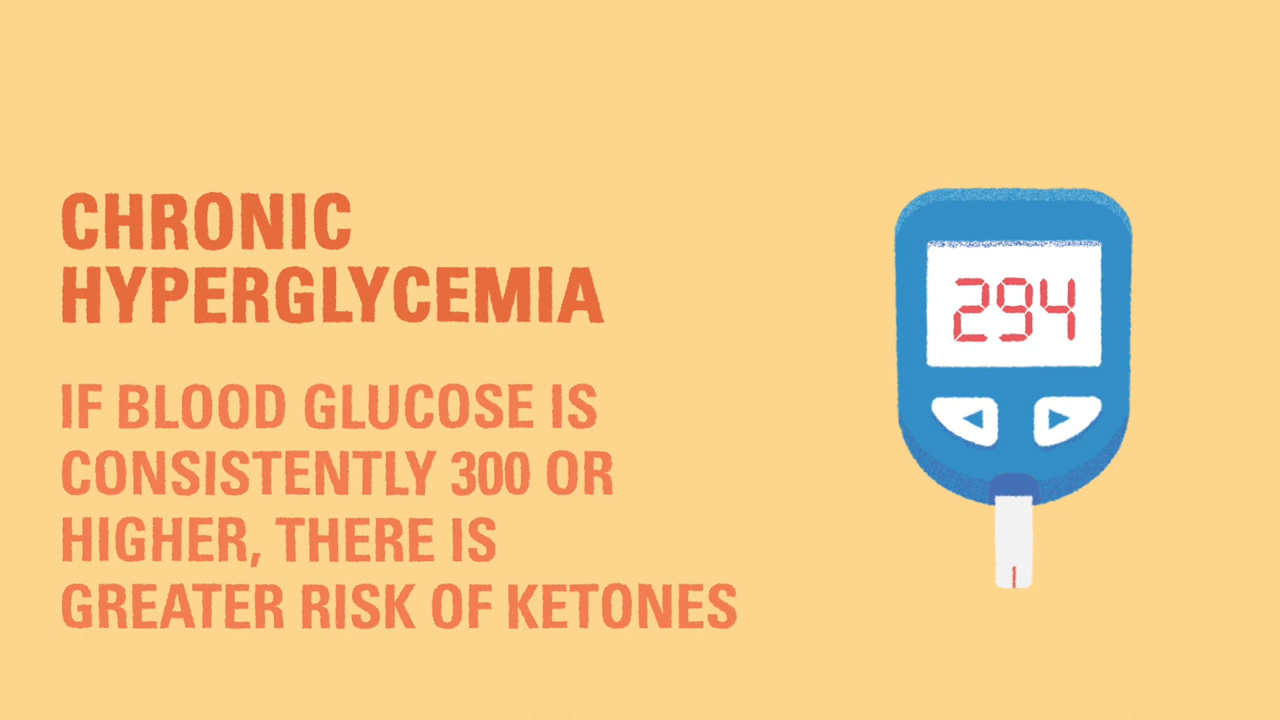 CHRONIC
HYPERGLYCEMIA
IF BLOOD GLUCOSE IS
CONSISTENTLY 300 OR
HIGHER, THERE IS
GREATER RISK OF KETONES
294